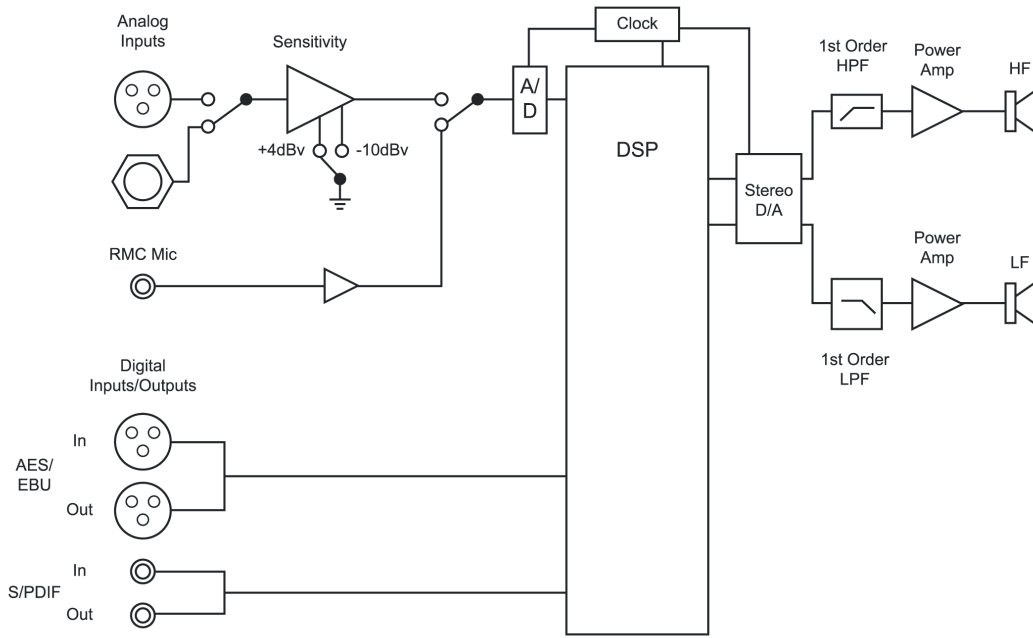 Analog
Inputs
Sensitivity
+4dBv
-10dBv
RMC Mic
A/
D
Clock
DSP
Stereo
D/A
1st Order
HPF
Power
Amp
HF
Power
Amp
LF
1st Order
LPF
Digital
Inputs/Outputs
In
AES/
EBU
Out
In
S/PDIF
Out